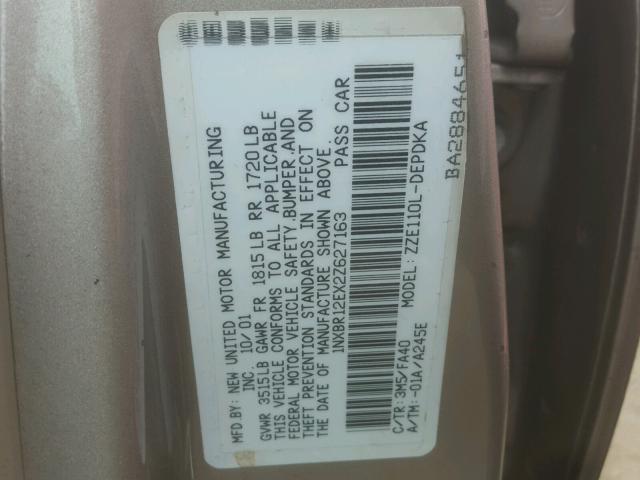 MFD.BY: NEW UNITED MOTOR MANUFACTURING
INC. 10/01
GVWR 3515LB GAWR FR 1815LB RR 1720LB
THIS VEHICLE CONFORMS TO ALL APPLICABLE
FEDERAL MOTOR VEHICLE SAFETY,BUMPER,AND
THEFT PREVENTION STANDARDS IN EFFECT ON
THE DATE OF MANUFACTURE SHOWN ABOVE.
1NXBR12EX2Z627163 PASS CAR
C/TR: 3M5/FA40 MODEL: ZZE110L-DEPDKA
A/TM: -01A/A245E
BA2884651